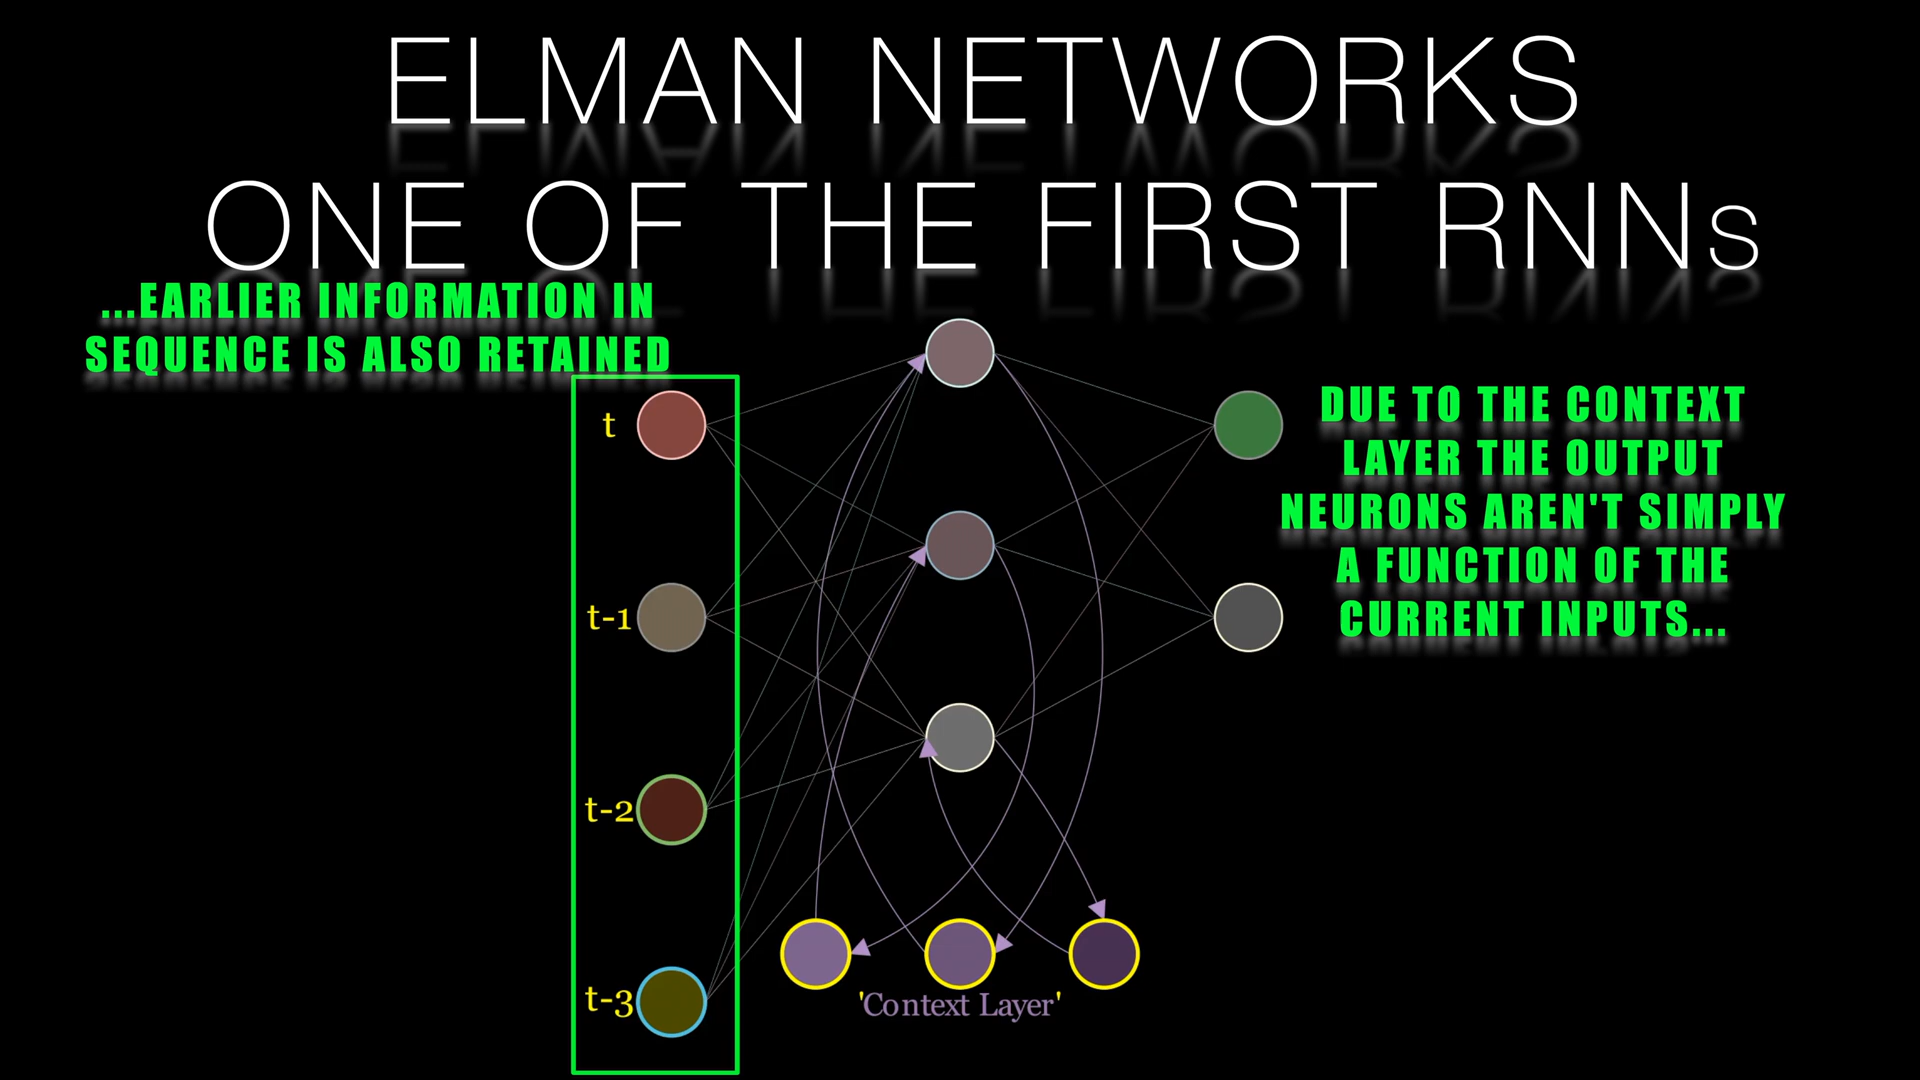 ELMAN NETWORKS
ONE OF THE FIRST RNNs
...EARLIER INFORMATION IN
SEQUENCE IS ALSO RETAINED
DUE TO THE CONTEXT
LAYER THE OUTPUT
NEURONS AREN'T SIMPLY
A FUNCTION OF THE
CURRENT INPUTS...
t
t-1
t-2
t-3
'Context Layer'